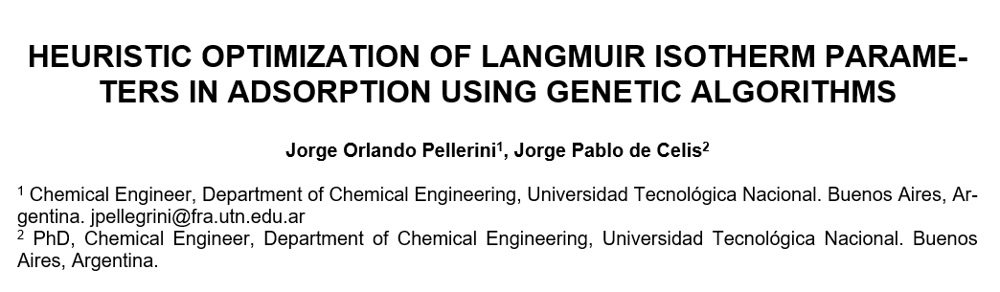 HEURISTIC OPTIMIZATION OF LANGMUIR ISOTHERM PARAME-
TERS IN ADSORPTION USING GENETIC ALGORITHMS
Jorge Orlando Pellerini¹, Jorge Pablo de Celis²
¹ Chemical Engineer, Department of Chemical Engineering, Universidad Tecnológica Nacional. Buenos Aires, Ar-
gentina. jpellegrini@fra.utn.edu.ar
² PhD, Chemical Engineer, Department of Chemical Engineering, Universidad Tecnológica Nacional. Buenos
Aires, Argentina.